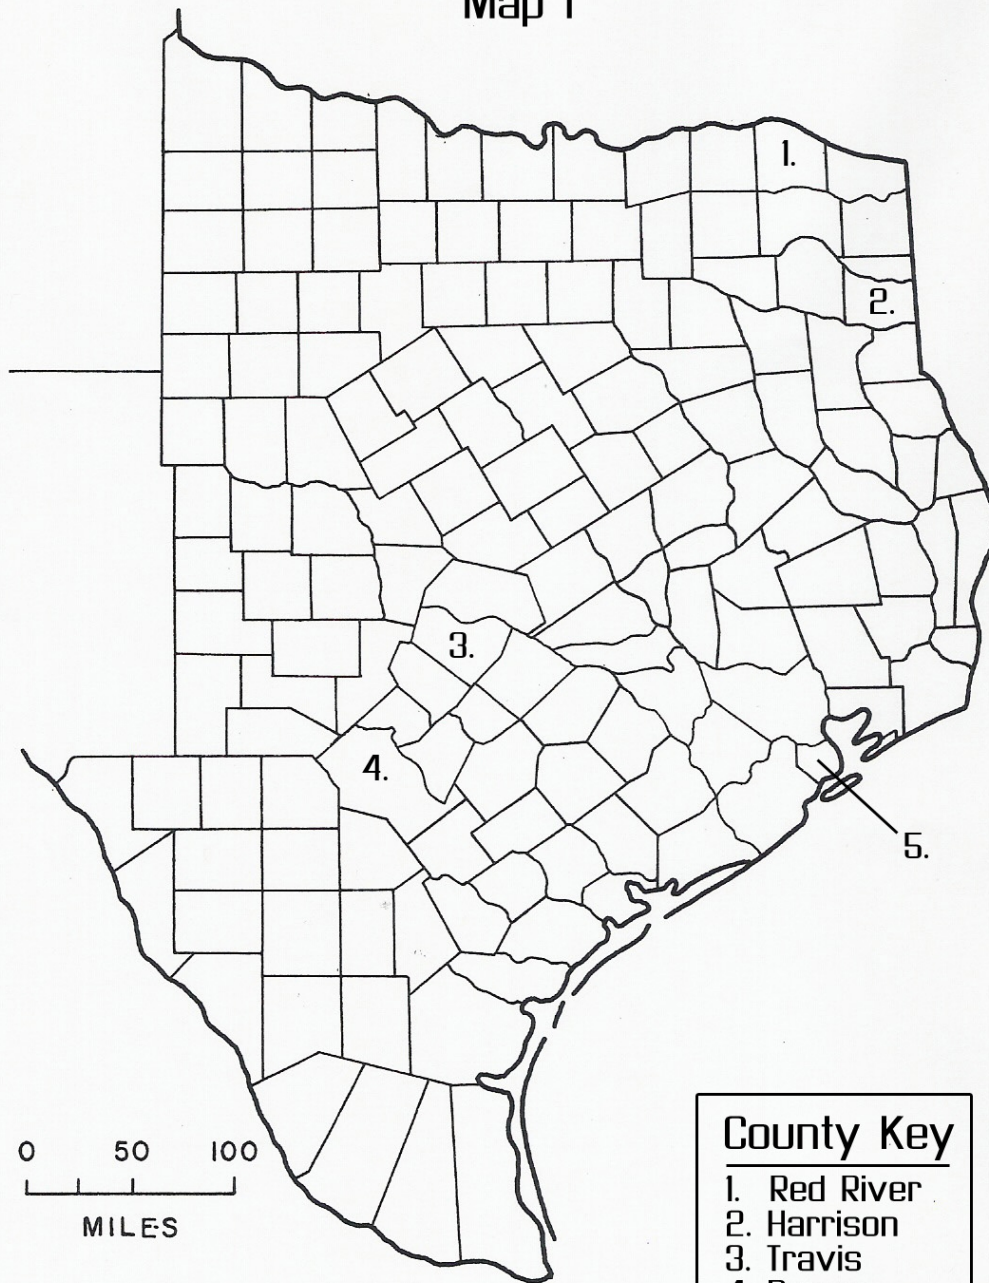 Map 1
1.
2.
3.
4.
5.
0 50 100
MILES
County Key
1. Red River
2. Harrison
3. Travis